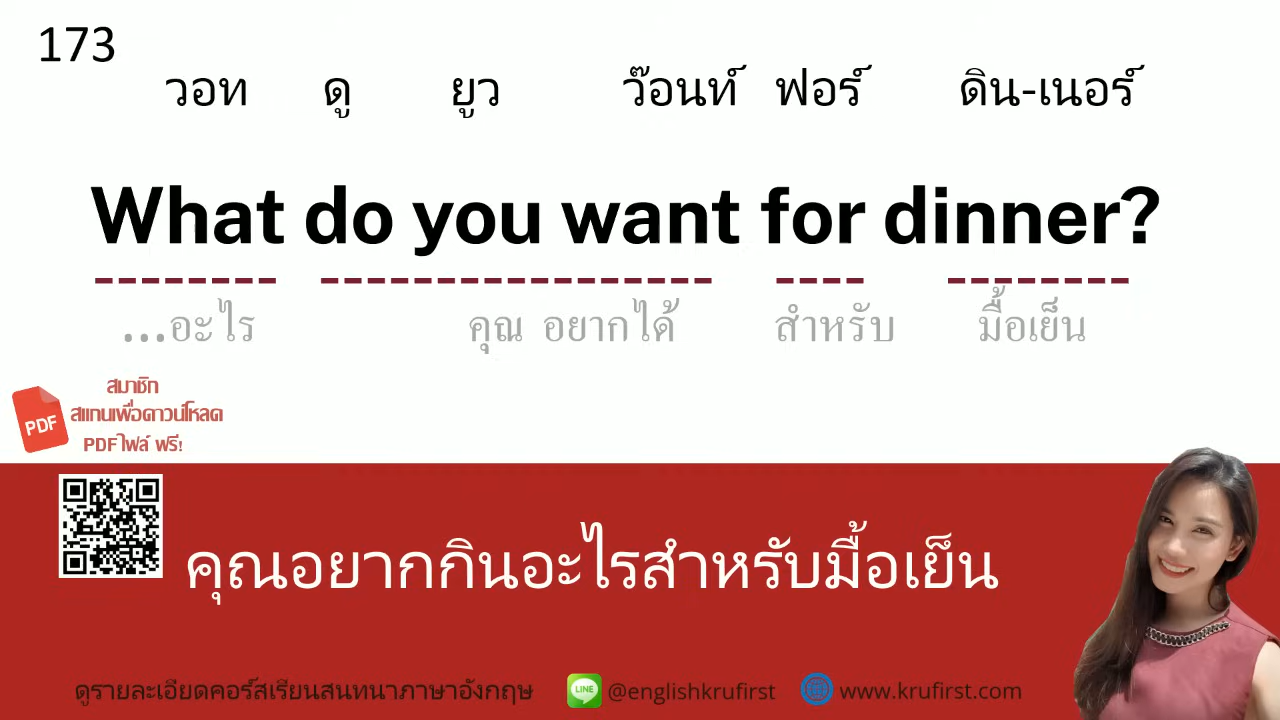 173
วอท ดู ยูว ว๊อนท์ ฟอร์ ดิน-เนอร์
What do you want for dinner?
...อะไร คุณ อยากได้ สำหรับ มื้อเย็น
สมาชิก
สแกนเพื่อดาวน์โหลด
PDF PDFไฟล์ ฟรี!
คุณอยากกินอะไรสำหรับมื้อเย็น
ดูรายละเอียดคอร์สเรียนสนทนาภาษาอังกฤษ LINE @englishkrufirst www.krufirst.com